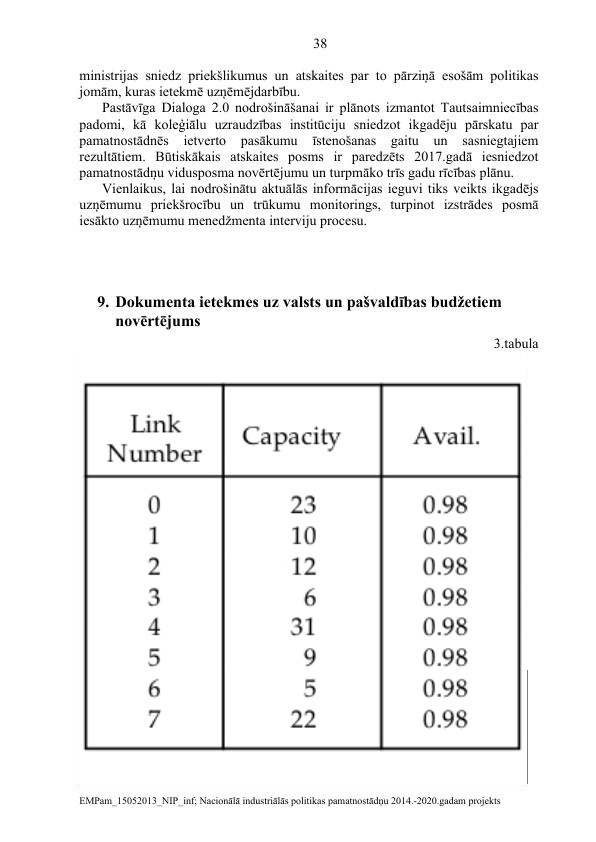 38
ministrijas sniedz priekšlikumus un atskaites par to pārziņā esošām politikas
jomām, kuras ietekmē uzņēmējdarbību.
Pastāvīga Dialoga 2.0 nodrošināšanai ir plānots izmantot Tautsaimniecības
padomi, kā koleģiālu uzraudzības institūciju sniedzot ikgadēju pārskatu par
pamatnostādnēs ietverto pasākumu īstenošanas gaitu un sasniegtajiem
rezultātiem. Būtiskākais atskaites posms ir paredzēts 2017.gadā iesniedzot
pamatnostādņu vidusposma novērtējumu un turpmāko trīs gadu rīcības plānu.
Vienlaikus, lai nodrošinātu aktuālās informācijas ieguvi tiks veikts ikgadējs
uzņēmumu priekšrocību un trūkumu monitorings, turpinot izstrādes posmā
iesākto uzņēmumu menedžmenta interviju procesu.
9. Dokumenta ietekmes uz valsts un pašvaldības budžetiem
novērtējums
3.tabula
Link Number Capacity Avail.
0 23 0.98
1 10 0.98
2 12 0.98
3 6 0.98
4 31 0.98
5 9 0.98
6 5 0.98
7 22 0.98
EMPam_15052013_NIP_inf; Nacionālā industriālās politikas pamatnostādņu 2014.-2020.gadam projekts